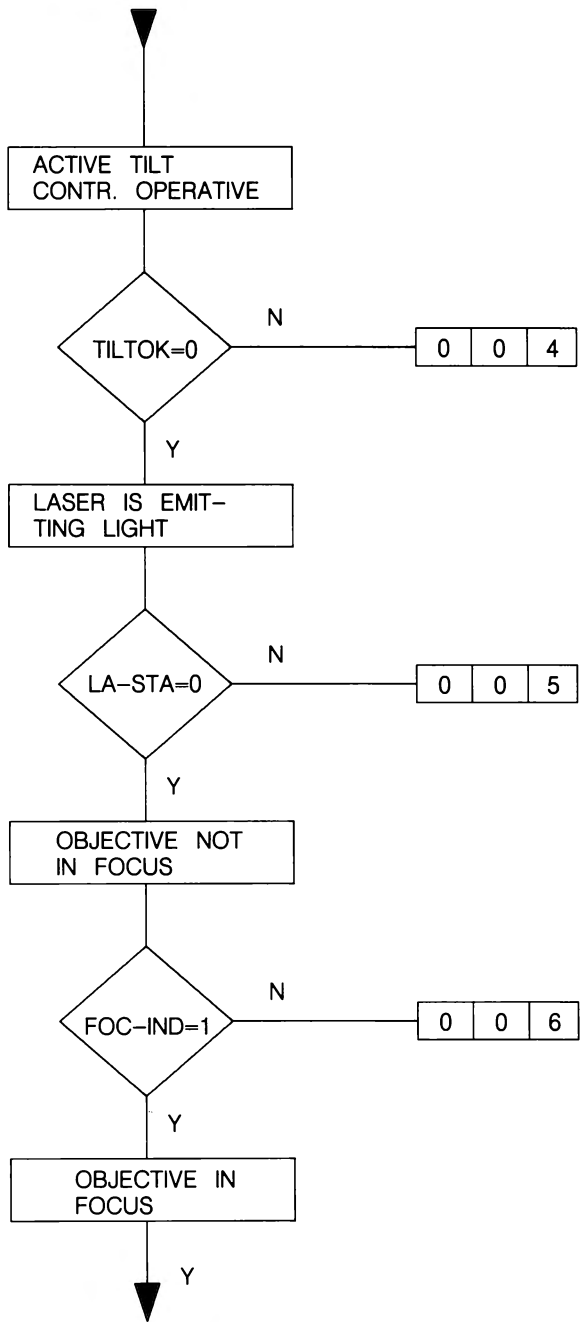 ACTIVE TILT
CONTR. OPERATIVE
TILTOK=0
N
0 0 4
Y
LASER IS EMIT-
TING LIGHT
LA-STA=0
N
0 0 5
Y
OBJECTIVE NOT
IN FOCUS
FOC-IND=1
N
0 0 6
Y
OBJECTIVE IN
FOCUS
Y